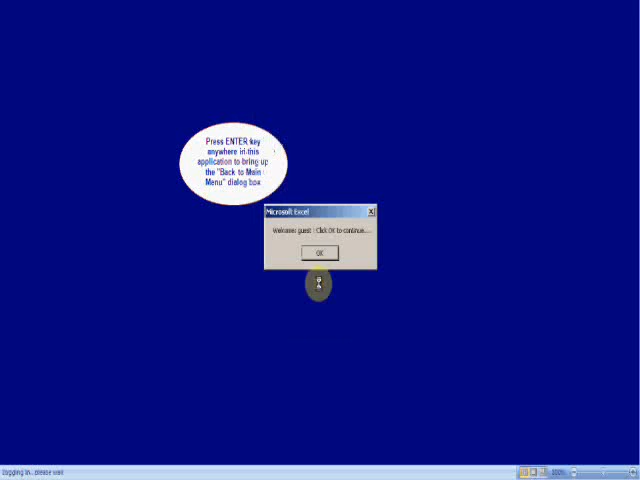 Press ENTER key
anywhere in this
application to bring up
the "Back to Main
Menu" dialog box
Microsoft Excel
Welcome guest ! Click OK to continue....
OK
Logging in...please wait
100%